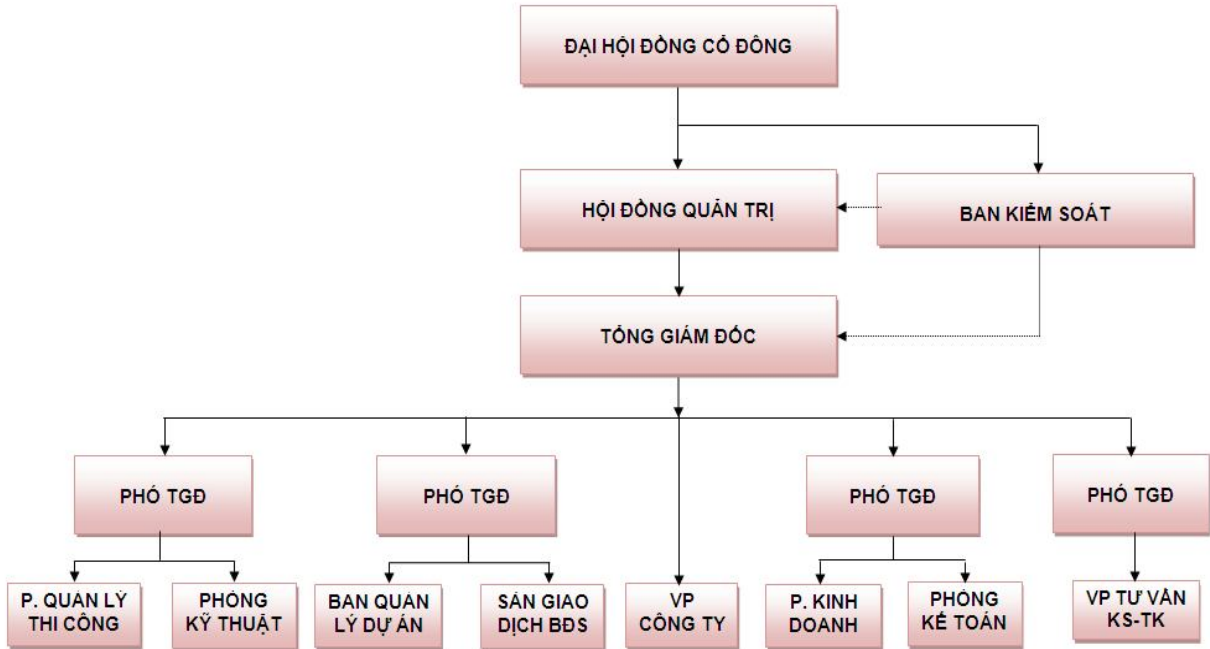 ĐẠI HỘI ĐỒNG CỔ ĐÔNG
HỘI ĐỒNG QUẢN TRỊ
BAN KIỂM SOÁT
TỔNG GIÁM ĐỐC
PHÓ TGĐ
PHÓ TGĐ
PHÓ TGĐ
PHÓ TGĐ
P. QUẢN LÝ
THI CÔNG
PHÒNG
KỸ THUẬT
BAN QUẢN
LÝ DỰ ÁN
SÀN GIAO
DỊCH BĐS
VP
CÔNG TY
P. KINH
DOANH
PHÒNG
KẾ TOÁN
VP TƯ VẤN
KS-TK